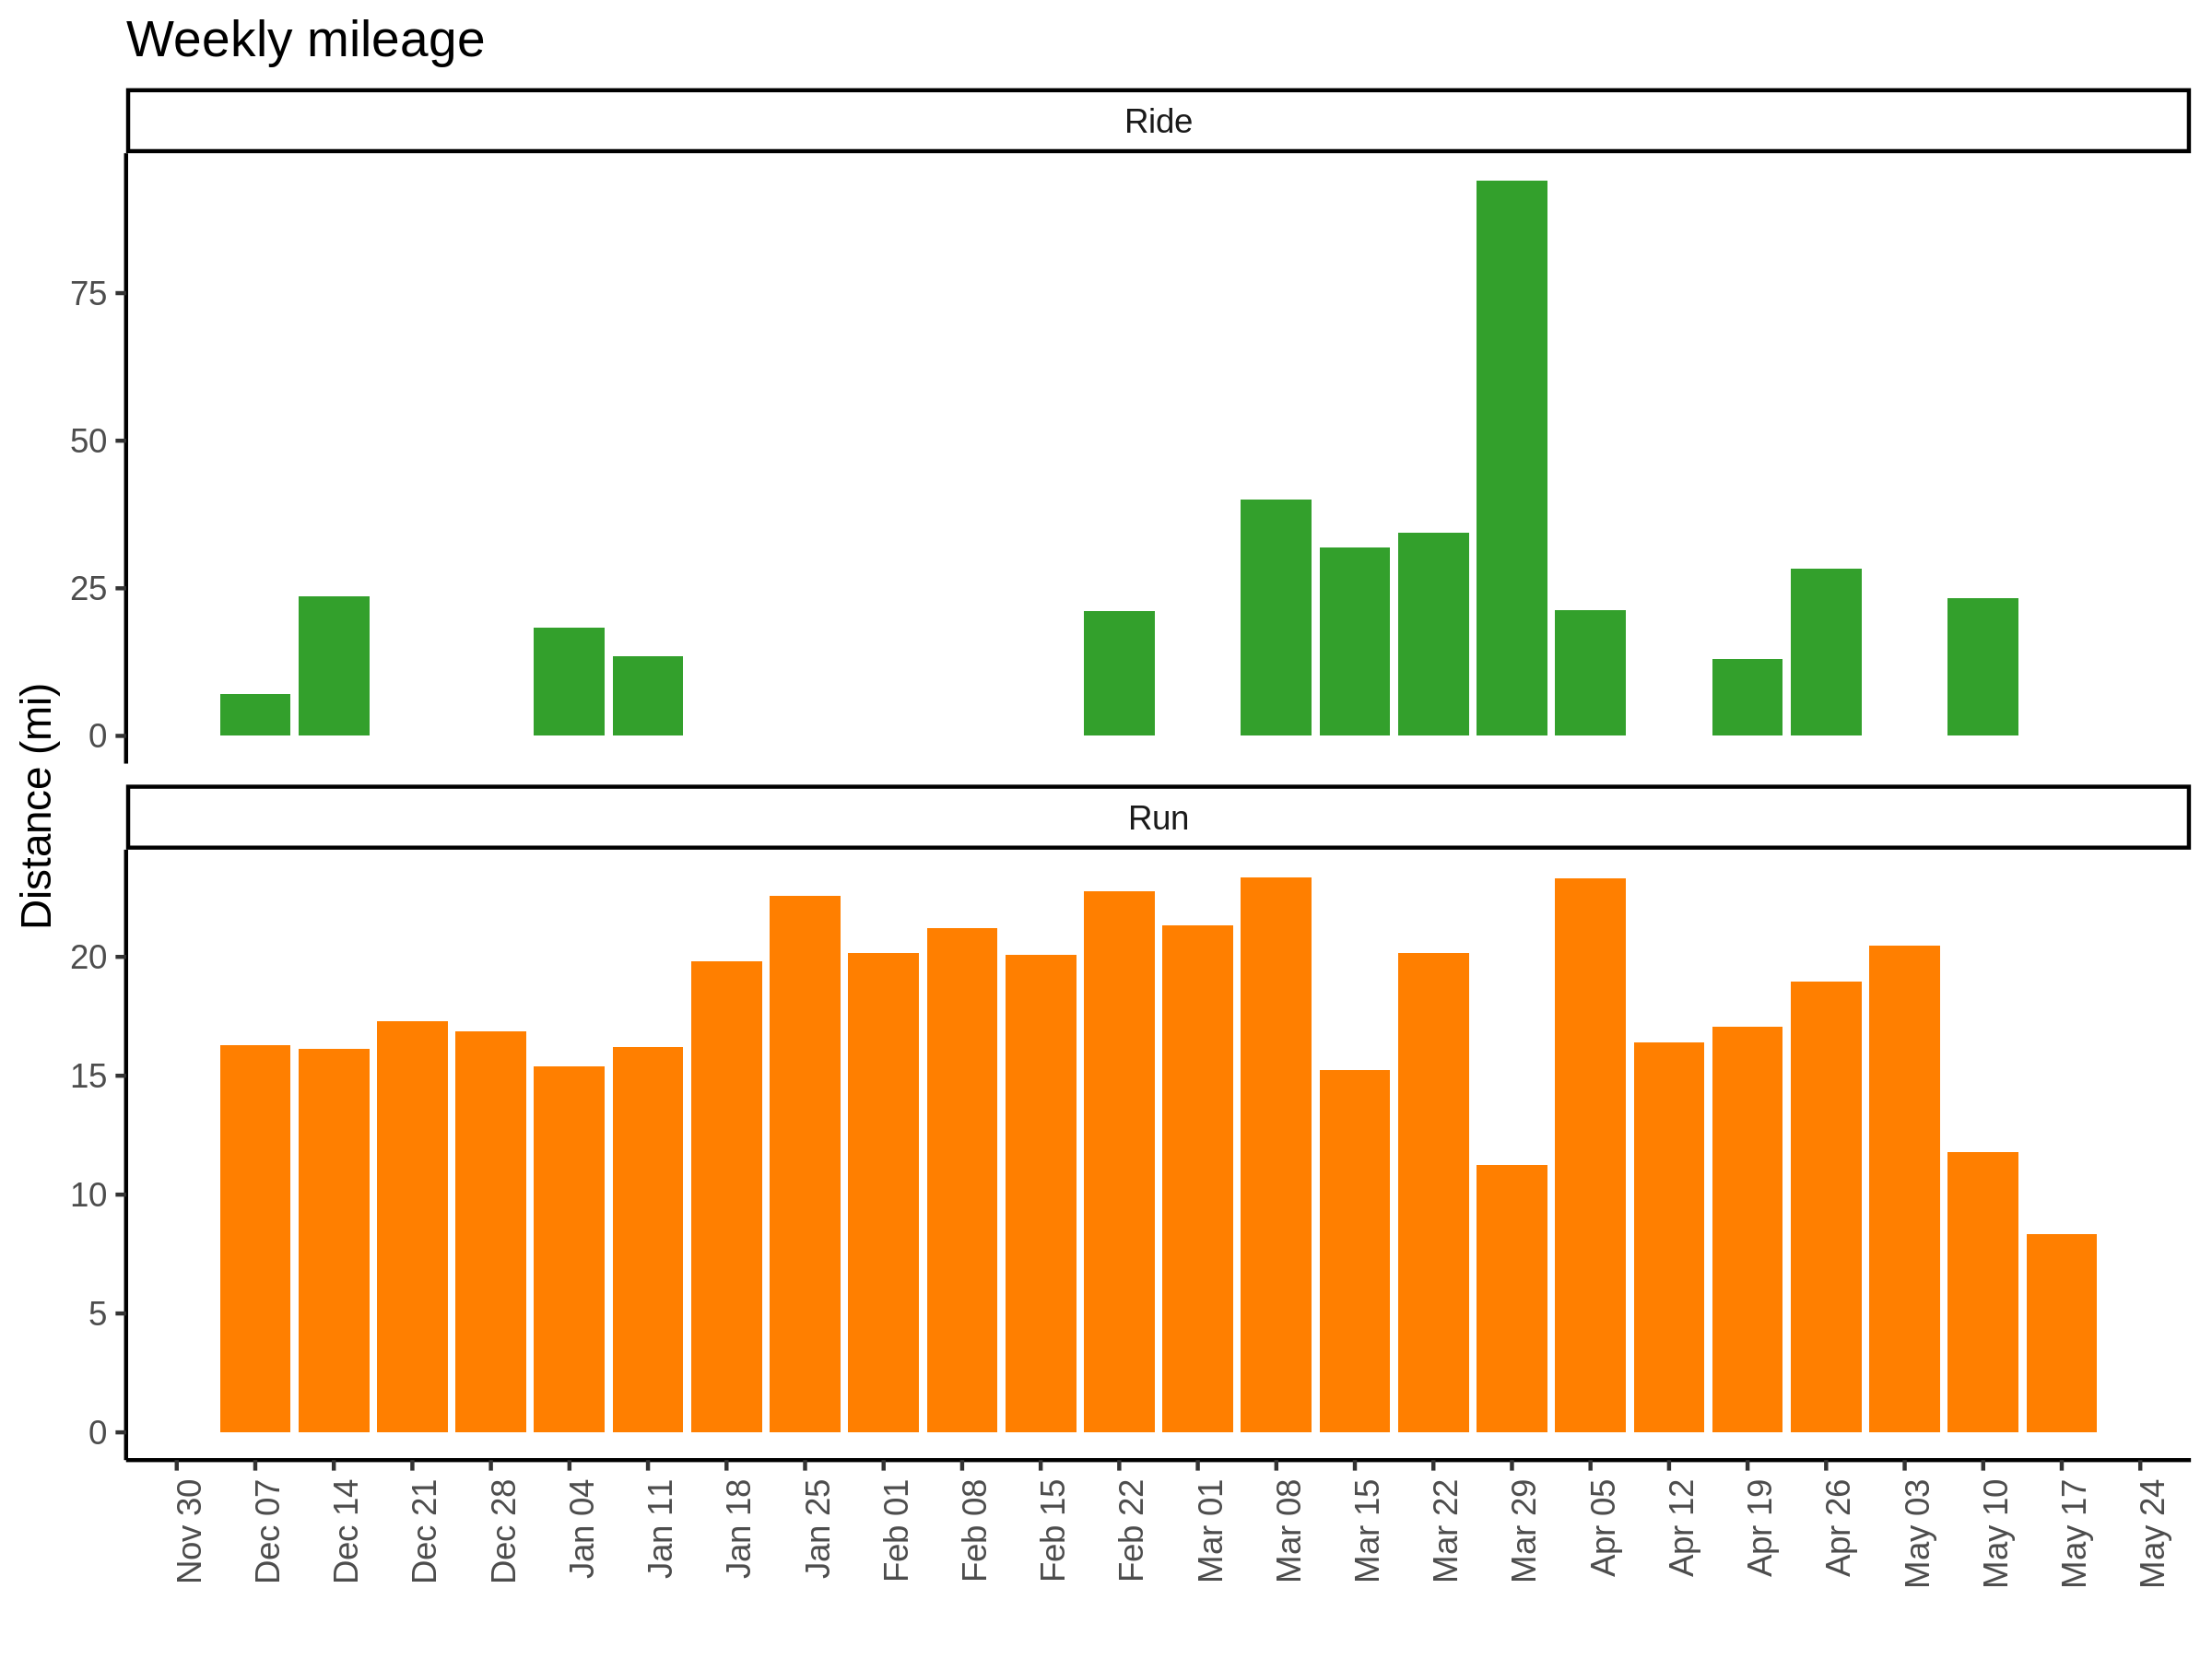 Weekly mileage
Ride
75
50
25
0
Distance (mi)
Run
20
15
10
5
0
Nov 30
Dec 07
Dec 14
Dec 21
Dec 28
Jan 04
Jan 11
Jan 18
Jan 25
Feb 01
Feb 08
Feb 15
Feb 22
Mar 01
Mar 08
Mar 15
Mar 22
Mar 29
Apr 05
Apr 12
Apr 19
Apr 26
May 03
May 10
May 17
May 24